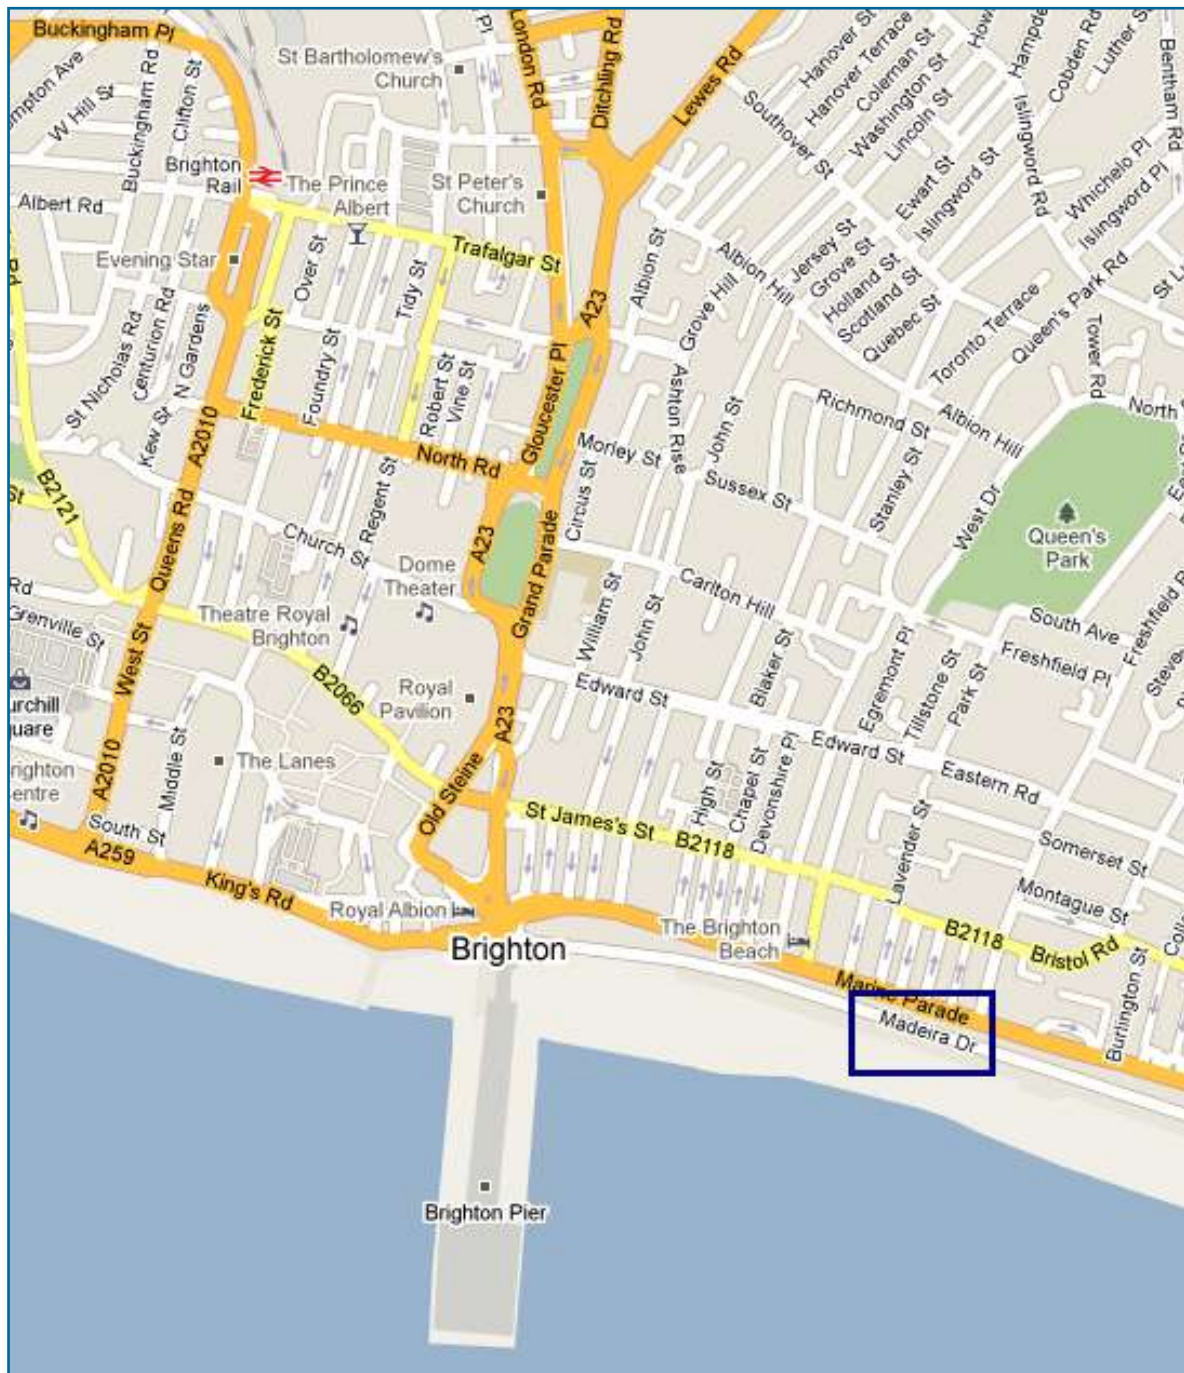 Buckingham Pl
London Rd
Ditchling Rd
Lewes Rd
St Bartholomew's
Church
Hanover St
Hanover Terrace
Coleman St
Washington St
Lincoln St
Southover St
Cobden Rd
Luther St
Bentham Rd
Islingword Rd
W Hill St
Buckingham Rd
Clifton St
Brighton
Rail
The Prince
Albert
St Peter's
Church
Ewart St
Islingword St
Whichelo Pl
Islingword Pl
Albert Rd
Evening Star
Over St
Tidy St
Trafalgar St
A23
Albion St
Albion Hill
Grove Hill
Jersey St
Grove St
Holland St
Scotland St
Quebec St
Toronto Terrace
Queen's Park Rd
Tower Rd
St Nicholas Rd
Centurion Rd
N Gardens
Frederick St
Foundry St
Robert St
Vine St
Gloucester Pl
Ashton Rise
John St
Richmond St
Albion Hill
North
Kew St
A2010
North Rd
Morley St
Sussex St
Stanley St
West Dr
B2121
Queens Rd
Regent St
Church St
A23
Circus St
Grand Parade
Queen's
Park
Dome
Theater
Carlton Hill
Theatre Royal
Brighton
William St
John St
Blaker St
Egremont Pl
South Ave
Freshfield Pl
Grenville St
West St
B2066
Royal
Pavilion
Edward St
Tillstone St
Park St
Edward St
Eastern Rd
A2010
Middle St
The Lanes
Old Steine
A23
High St
Chapel St
Devonshire Pl
South St
A259
St James's St
B2118
Lavender St
Somerset St
King's Rd
Royal Albion
Brighton
The Brighton
Beach
Montague St
B2118
Bristol Rd
Burlington St
Marine Parade
Madeira Dr
Brighton Pier